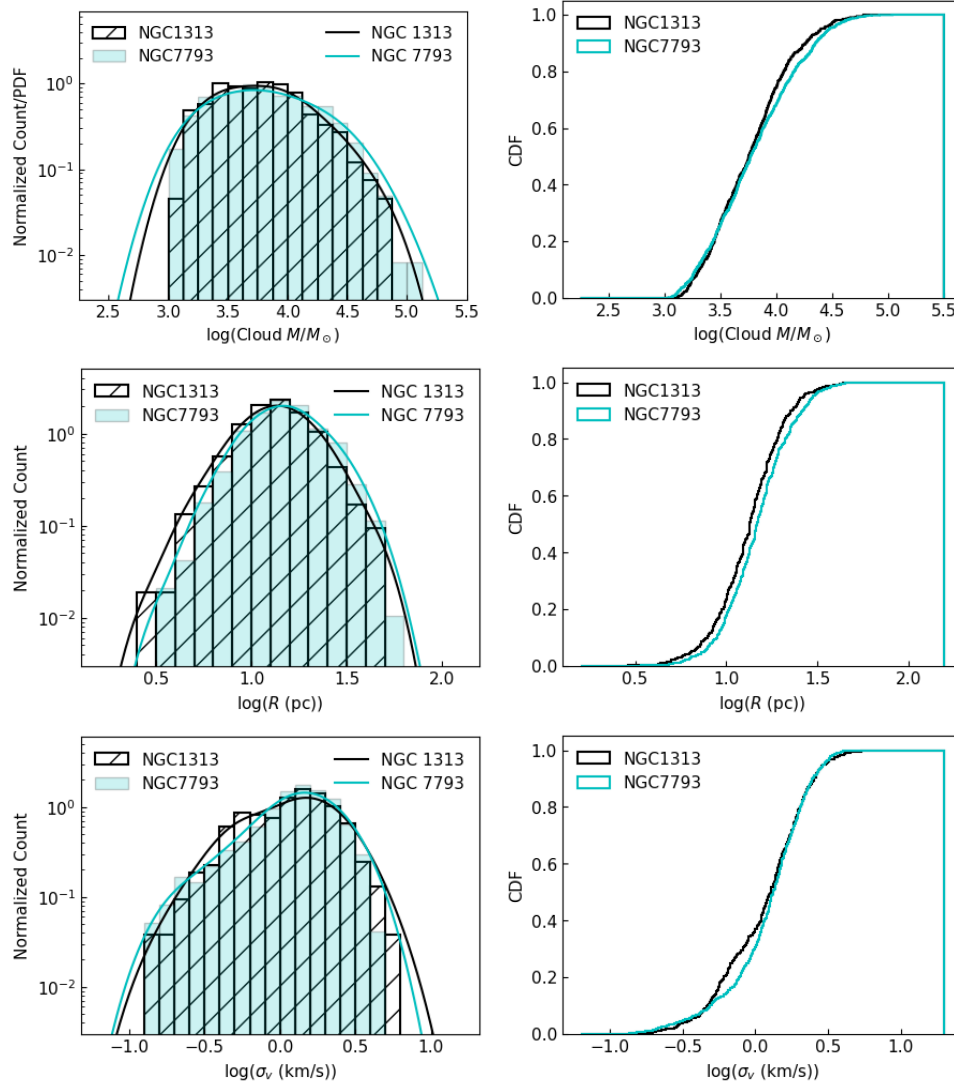 NGC1313
NGC7793
NGC 1313
NGC 7793
Normalized Count/PDF
10⁰
10⁻¹
10⁻²
2.5 3.0 3.5 4.0 4.5 5.0 5.5
log(Cloud M/M⊙)
NGC1313
NGC7793
CDF
1.0
0.8
0.6
0.4
0.2
0.0
2.5 3.0 3.5 4.0 4.5 5.0 5.5
log(Cloud M/M⊙)
NGC1313
NGC7793
NGC 1313
NGC 7793
Normalized Count
10⁰
10⁻¹
10⁻²
0.5 1.0 1.5 2.0
log(R (pc))
NGC1313
NGC7793
CDF
1.0
0.8
0.6
0.4
0.2
0.0
0.5 1.0 1.5 2.0
log(R (pc))
NGC1313
NGC7793
NGC 1313
NGC 7793
Normalized Count
10⁰
10⁻¹
10⁻²
−1.0 −0.5 0.0 0.5 1.0
log(σᵥ (km/s))
NGC1313
NGC7793
CDF
1.0
0.8
0.6
0.4
0.2
0.0
−1.0 −0.5 0.0 0.5 1.0
log(σᵥ (km/s))